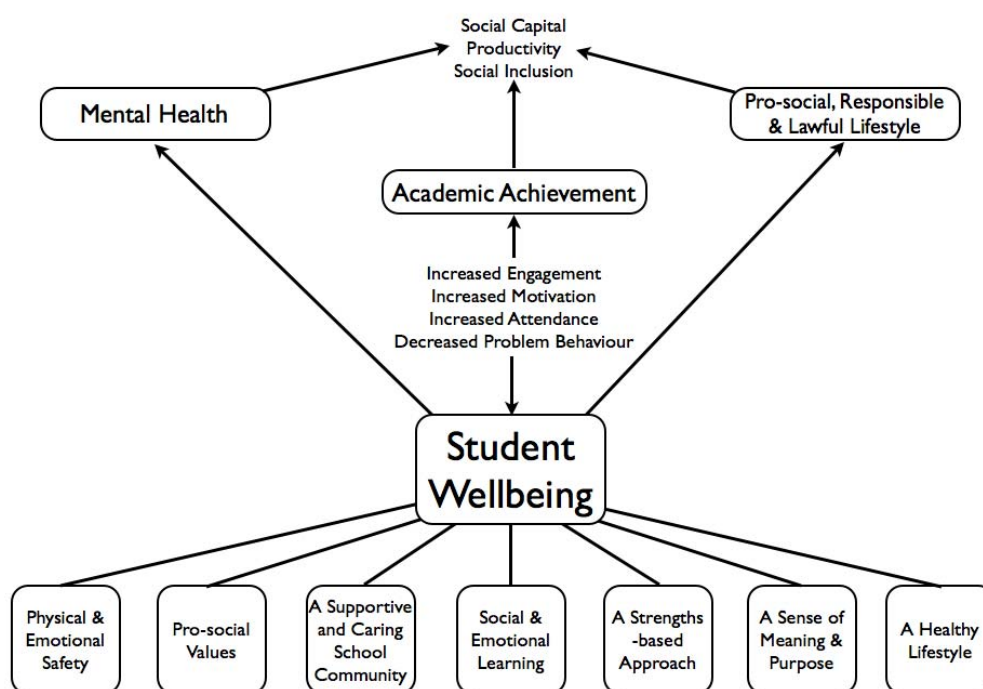 Social Capital
Productivity
Social Inclusion
Mental Health
Pro-social, Responsible
& Lawful Lifestyle
Academic Achievement
Increased Engagement
Increased Motivation
Increased Attendance
Decreased Problem Behaviour
Student
Wellbeing
Physical &
Emotional
Safety
Pro-social
Values
A Supportive
and Caring
School
Community
Social &
Emotional
Learning
A Strengths
-based
Approach
A Sense of
Meaning &
Purpose
A Healthy
Lifestyle